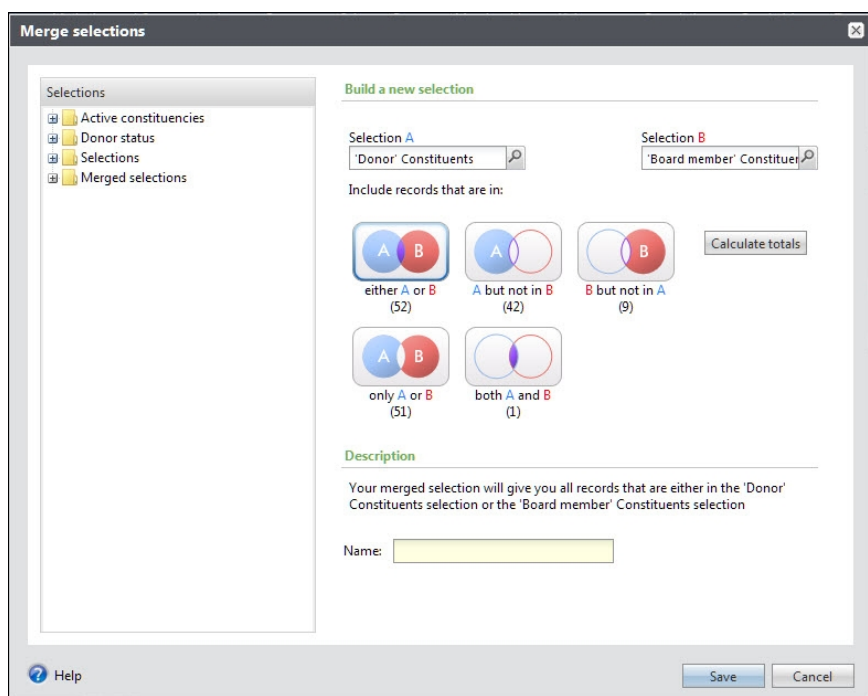 Merge selections
Selections
Active constituencies
Donor status
Selections
Merged selections
Build a new selection
Selection A
Selection B
'Donor' Constituents
'Board member' Constituer
Include records that are in:
A B
A
B
Calculate totals
either A or B
(52)
A but not in B
(42)
B but not in A
(9)
A B
only A or B
(51)
both A and B
(1)
Description
Your merged selection will give you all records that are either in the 'Donor'
Constituents selection or the 'Board member' Constituents selection
Name:
Help
Save
Cancel